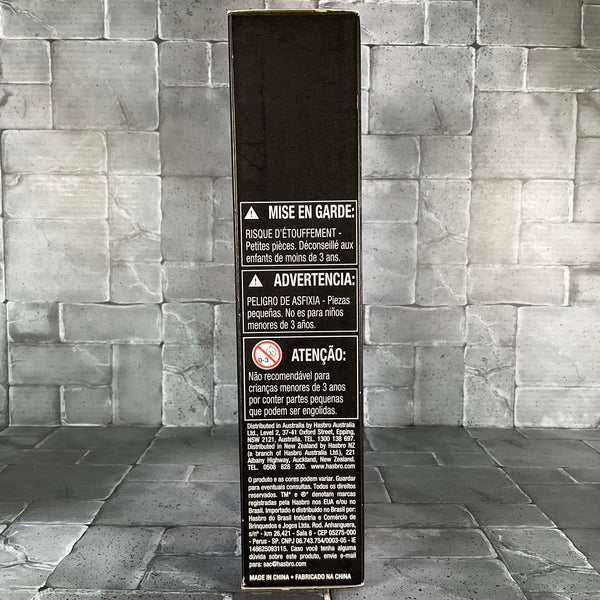 MISE EN GARDE:
RISQUE D'ÉTOUFFEMENT -
Petites pièces. Déconseillé aux
enfants de moins de 3 ans.
ADVERTENCIA:
PELIGRO DE ASFIXIA - Piezas
pequeñas. No es para niños
menores de 3 años.
0-3
ATENÇÃO:
Não recomendável para
crianças menores de 3 anos
por conter partes pequenas
que podem ser engolidas.
Distributed in Australia by Hasbro Australia
Ltd., Level 2, 37-41 Oxford Street, Epping,
NSW 2121, Australia. TEL. 1300 138 697.
Distributed in New Zealand by Hasbro NZ
(a branch of Hasbro Australia Ltd.), 221
Albany Highway, Auckland, New Zealand.
TEL. 0508 828 200. www.hasbro.com
O produto e as cores podem variar. Guardar
para eventuais consultas. Todos os direitos
reservados. TM* e ®* denotam marcas
registradas pela Hasbro nos EUA e/ou no
Brasil. Importado e distribuído no Brasil por:
Hasbro do Brasil Indústria e Comércio de
Brinquedos e Jogos Ltda. Rod. Anhanguera,
s/nº - km 26,421 - Sala 8 - CEP 05275-000
- Perus - SP. CNPJ 08.743.754/0003-05 - IE
148625093115. Caso você tenha alguma
dúvida sobre este produto, envie e-mail
para: sac@hasbro.com
MADE IN CHINA • FABRICADO NA CHINA